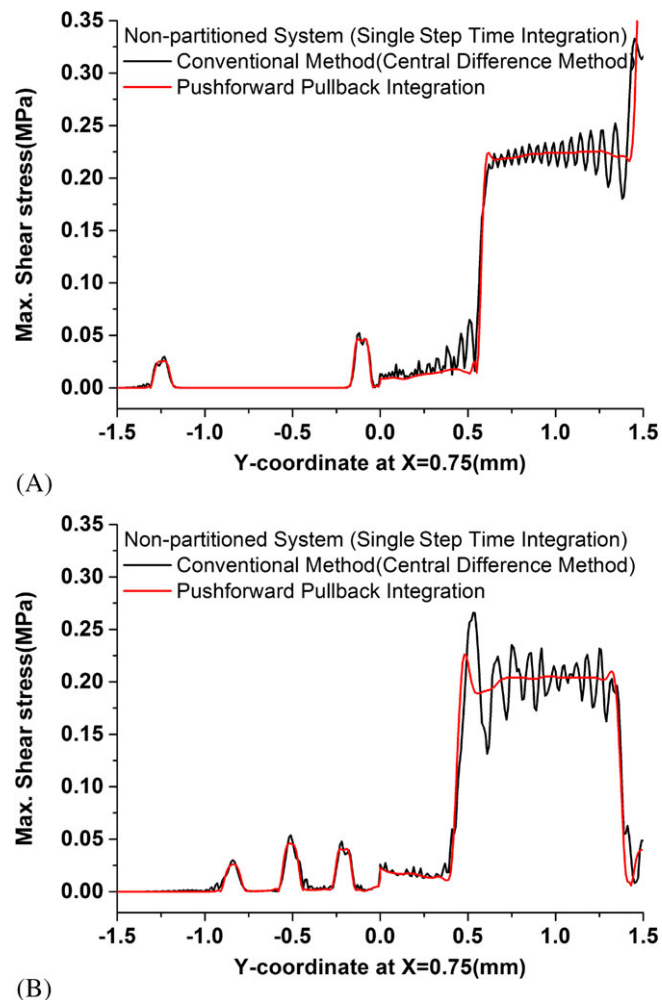 0.35
0.30
0.25
0.20
0.15
0.10
0.05
0.00
Max. Shear stress(MPa)
Non-partitioned System (Single Step Time Integration)
Conventional Method(Central Difference Method)
Pushforward Pullback Integration
-1.5 -1.0 -0.5 0.0 0.5 1.0 1.5
Y-coordinate at X=0.75(mm)
(A)
0.35
0.30
0.25
0.20
0.15
0.10
0.05
0.00
Max. Shear stress(MPa)
Non-partitioned System (Single Step Time Integration)
Conventional Method(Central Difference Method)
Pushforward Pullback Integration
-1.5 -1.0 -0.5 0.0 0.5 1.0 1.5
Y-coordinate at X=0.75(mm)
(B)